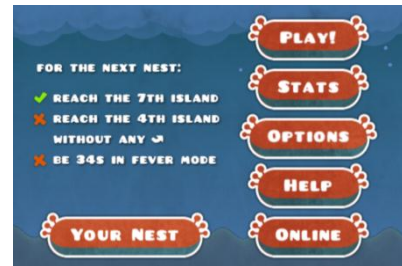 FOR THE NEXT NEST:
REACH THE 7TH ISLAND
REACH THE 4TH ISLAND
WITHOUT ANY
BE 34S IN FEVER MODE
YOUR NEST
PLAY!
STATS
OPTIONS
HELP
ONLINE